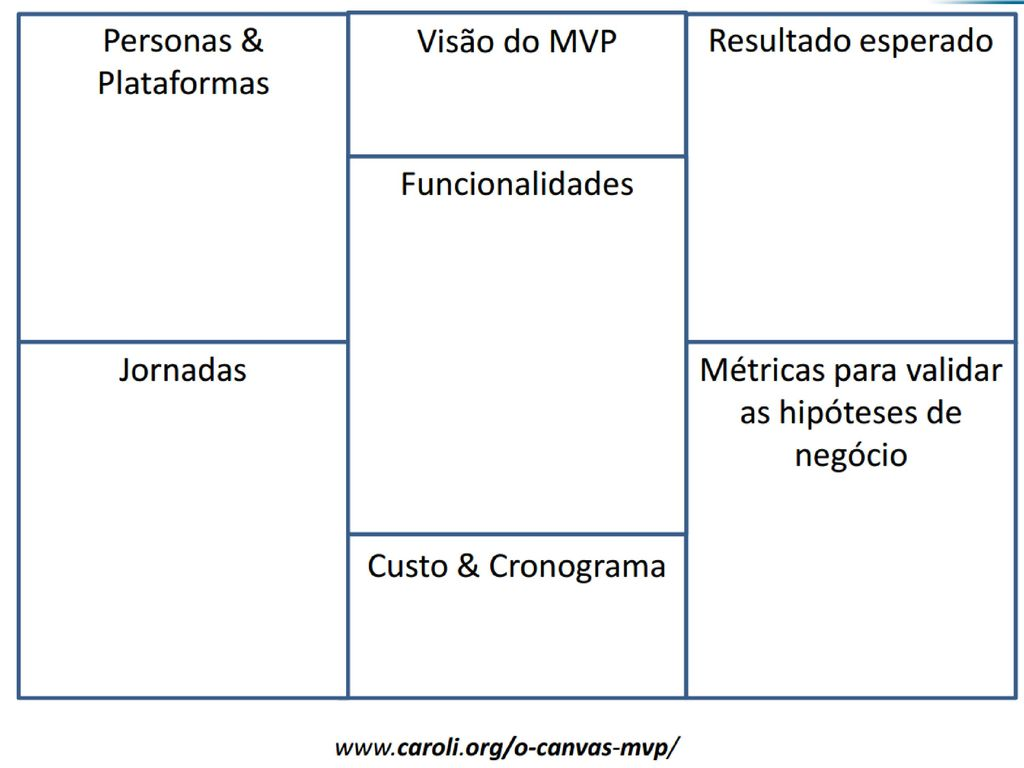 Personas &
Plataformas
Visão do MVP
Resultado esperado
Funcionalidades
Jornadas
Métricas para validar
as hipóteses de
negócio
Custo & Cronograma
www.caroli.org/o-canvas-mvp/